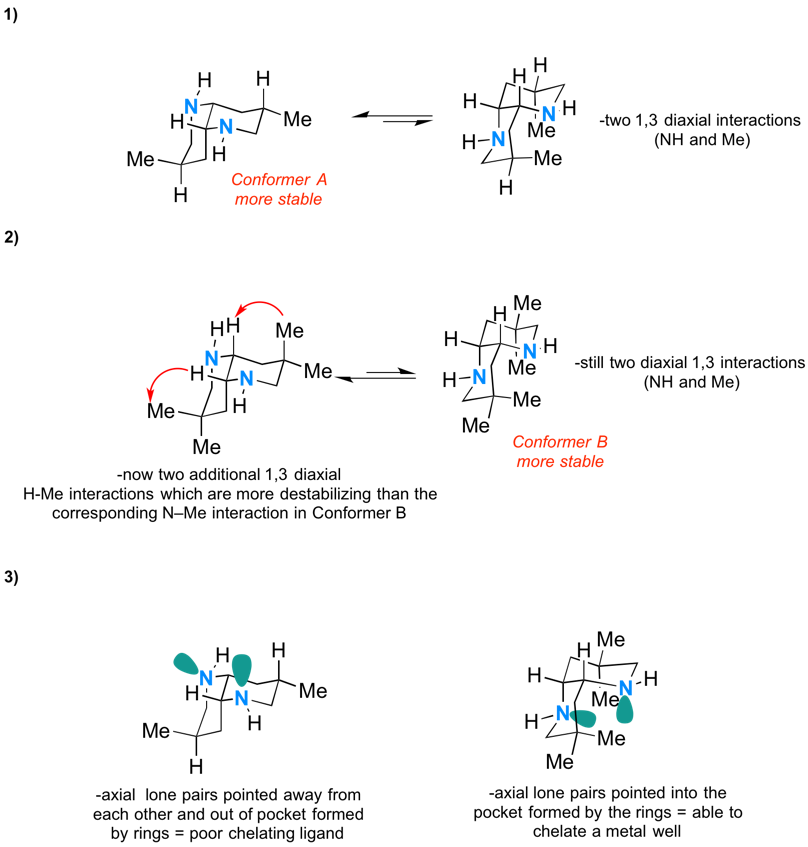 1)
H
N
H
N
H
H
Me
Me
H
Conformer A
more stable
H
H
H
N
H
Me
H
N
Me
H
-two 1,3 diaxial interactions
(NH and Me)
2)
H
H
Me
N
H
N
H
Me
Me
Me
-now two additional 1,3 diaxial
H-Me interactions which are more destabilizing than the
corresponding N–Me interaction in Conformer B
H
Me
H
N
H
Me
H
N
Me
Me
Conformer B
more stable
-still two diaxial 1,3 interactions
(NH and Me)
3)
H
H
N
H
N
Me
H
Me
H
-axial lone pairs pointed away from
each other and out of pocket formed
by rings = poor chelating ligand
H
Me
H
N
H
Me
H
N
Me
Me
-axial lone pairs pointed into the
pocket formed by the rings = able to
chelate a metal well